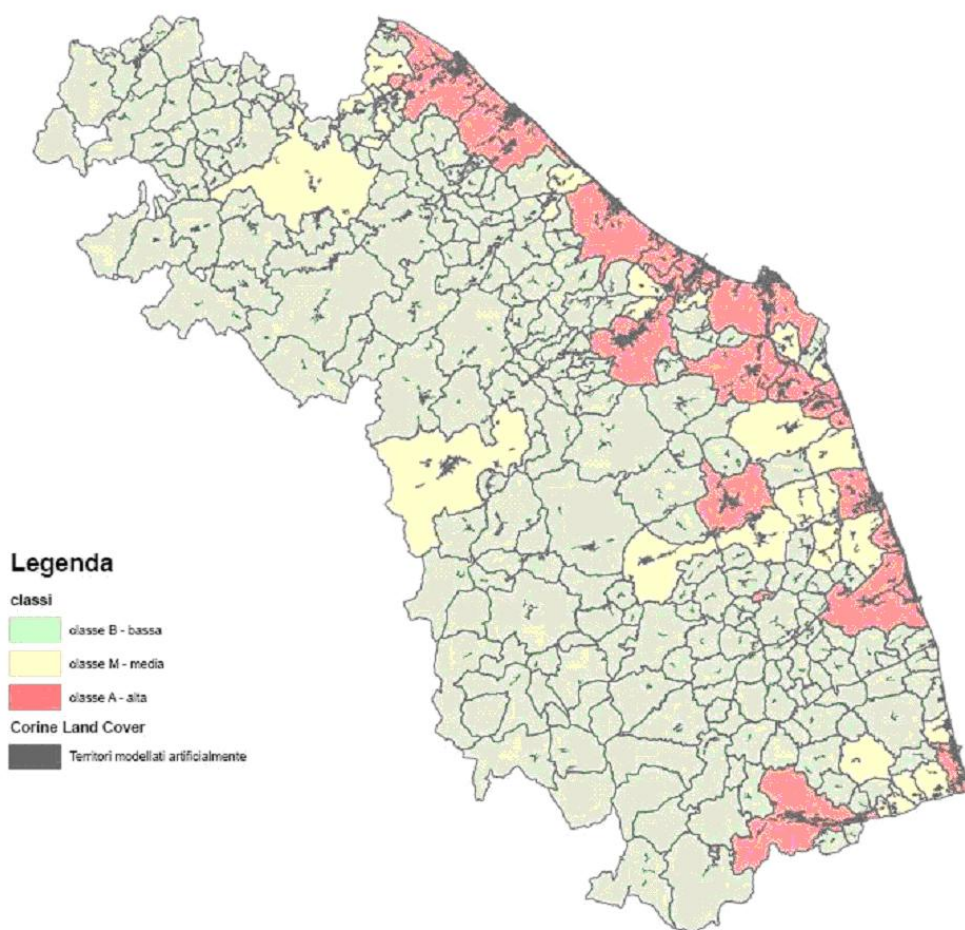 Legenda
classi
classe B - bassa
classe M - media
classe A - alta
Corine Land Cover
Territori modellati artificialmente